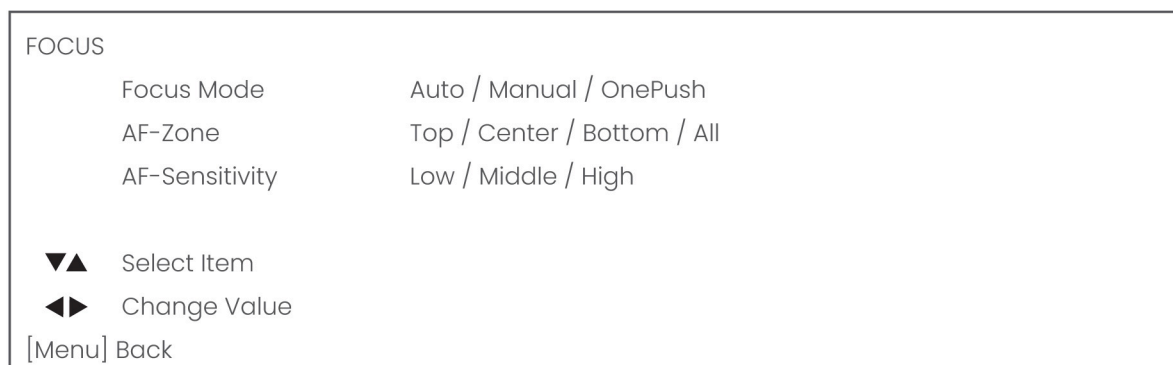 FOCUS
Focus Mode Auto / Manual / OnePush
AF-Zone Top / Center / Bottom / All
AF-Sensitivity Low / Middle / High
▼▲ Select Item
◀▶ Change Value
[Menu] Back